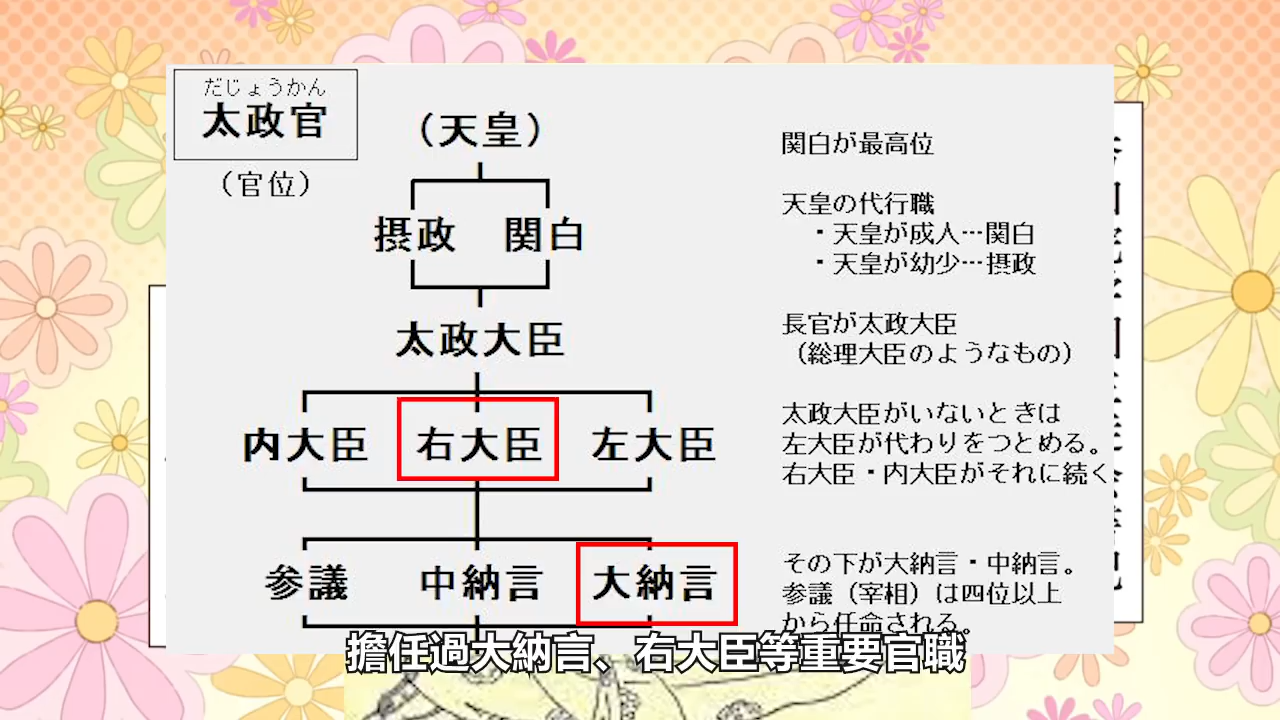 だじょうかん
太政官
（官位）
（天皇）
摂政 関白
太政大臣
内大臣 右大臣 左大臣
参議 中納言 大納言
関白が最高位
天皇の代行職
・天皇が成人…関白
・天皇が幼少…摂政
長官が太政大臣
（総理大臣のようなもの）
太政大臣がいないときは
左大臣が代わりをつとめる。
右大臣・内大臣がそれに続く
その下が大納言・中納言。
参議（宰相）は四位以上
から任命される。
擔任過大納言、右大臣等重要官職